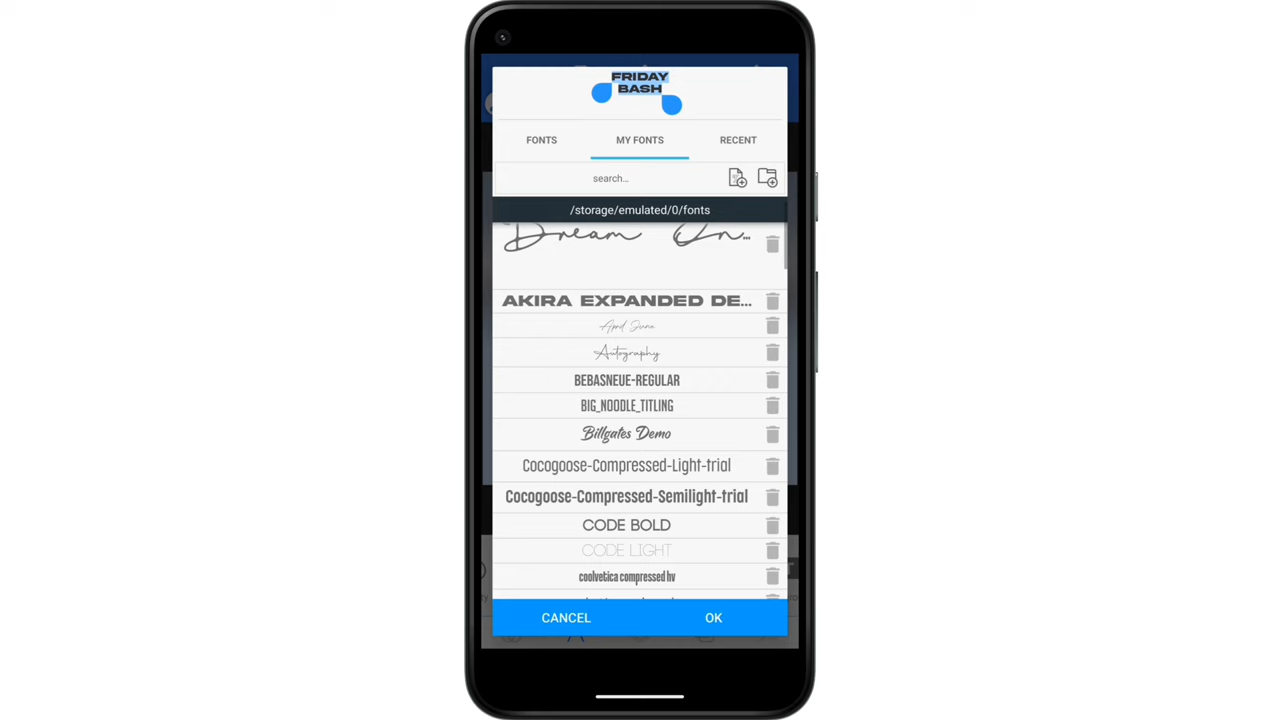 FRIDAY
BASH
FONTS
MY FONTS
RECENT
search...
/storage/emulated/0/fonts
Dream On...
AKIRA EXPANDED DE...
April June
Autography
BEBASNEUE-REGULAR
BIG_NOODLE_TITLING
Billgates Demo
Cocogoose-Compressed-Light-trial
Cocogoose-Compressed-Semilight-trial
CODE BOLD
CODE LIGHT
coolvetica compressed hv
CANCEL
OK